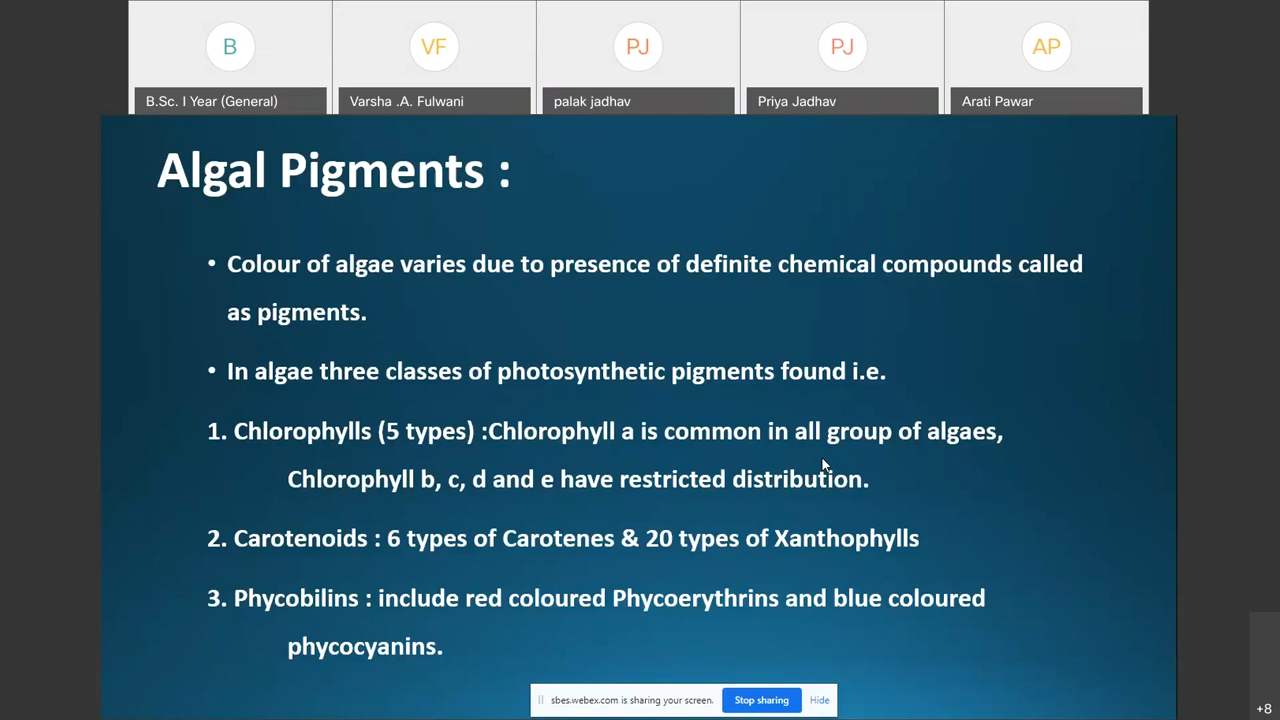 B
VF
PJ
PJ
AP
B.Sc. I Year (General)
Varsha .A. Fulwani
palak jadhav
Priya Jadhav
Arati Pawar
Algal Pigments :
• Colour of algae varies due to presence of definite chemical compounds called
as pigments.
• In algae three classes of photosynthetic pigments found i.e.
1. Chlorophylls (5 types) :Chlorophyll a is common in all group of algaes,
Chlorophyll b, c, d and e have restricted distribution.
2. Carotenoids : 6 types of Carotenes & 20 types of Xanthophylls
3. Phycobilins : include red coloured Phycoerythrins and blue coloured
phycocyanins.
sbes.webex.com is sharing your screen.
Stop sharing
Hide
+8